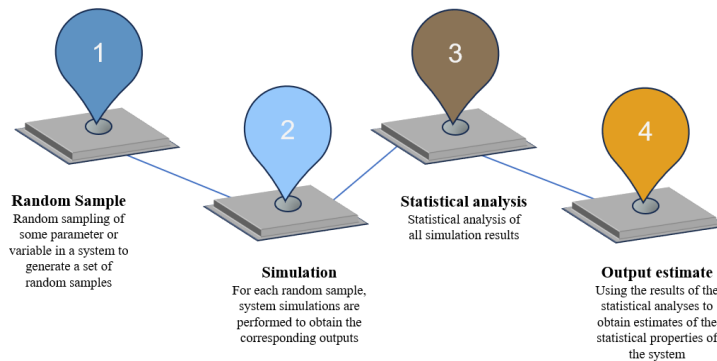 1
Random Sample
Random sampling of
some parameter or
variable in a system to
generate a set of
random samples
2
Simulation
For each random sample,
system simulations are
performed to obtain the
corresponding outputs
3
Statistical analysis
Statistical analysis of
all simulation results
4
Output estimate
Using the results of the
statistical analyses to
obtain estimates of the
statistical properties of
the system